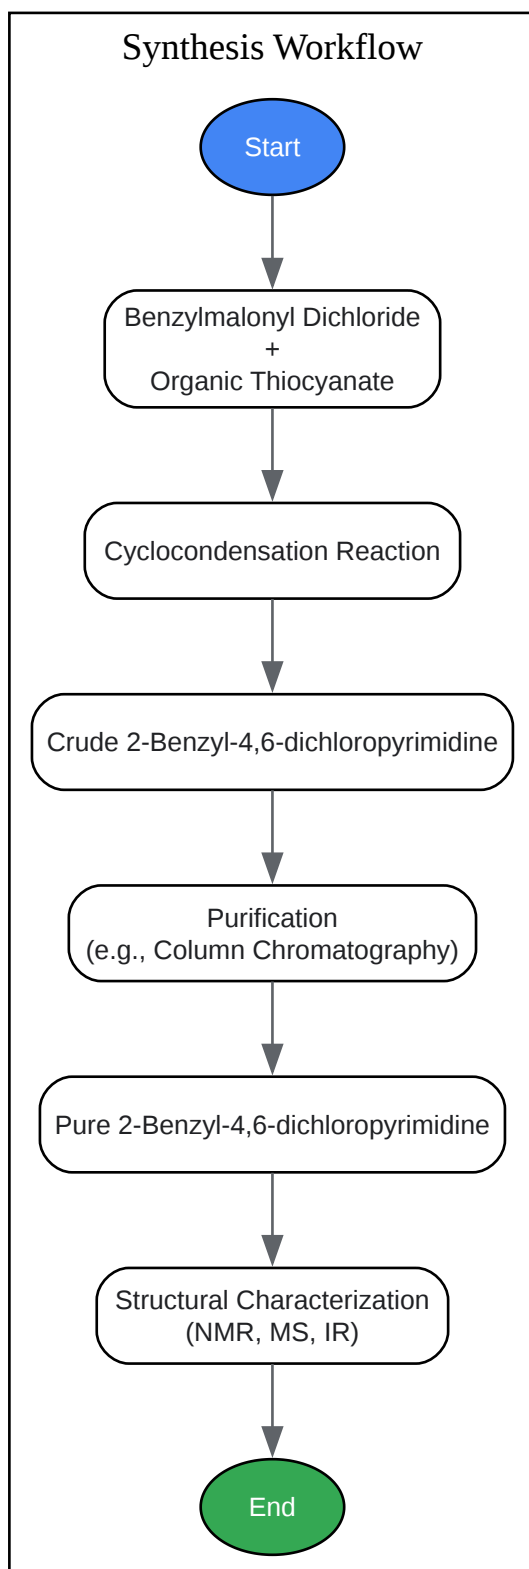 Synthesis Workflow
Start
Benzylmalonyl Dichloride
+
Organic Thiocyanate
Cyclocondensation Reaction
Crude 2-Benzyl-4,6-dichloropyrimidine
Purification
(e.g., Column Chromatography)
Pure 2-Benzyl-4,6-dichloropyrimidine
Structural Characterization
(NMR, MS, IR)
End